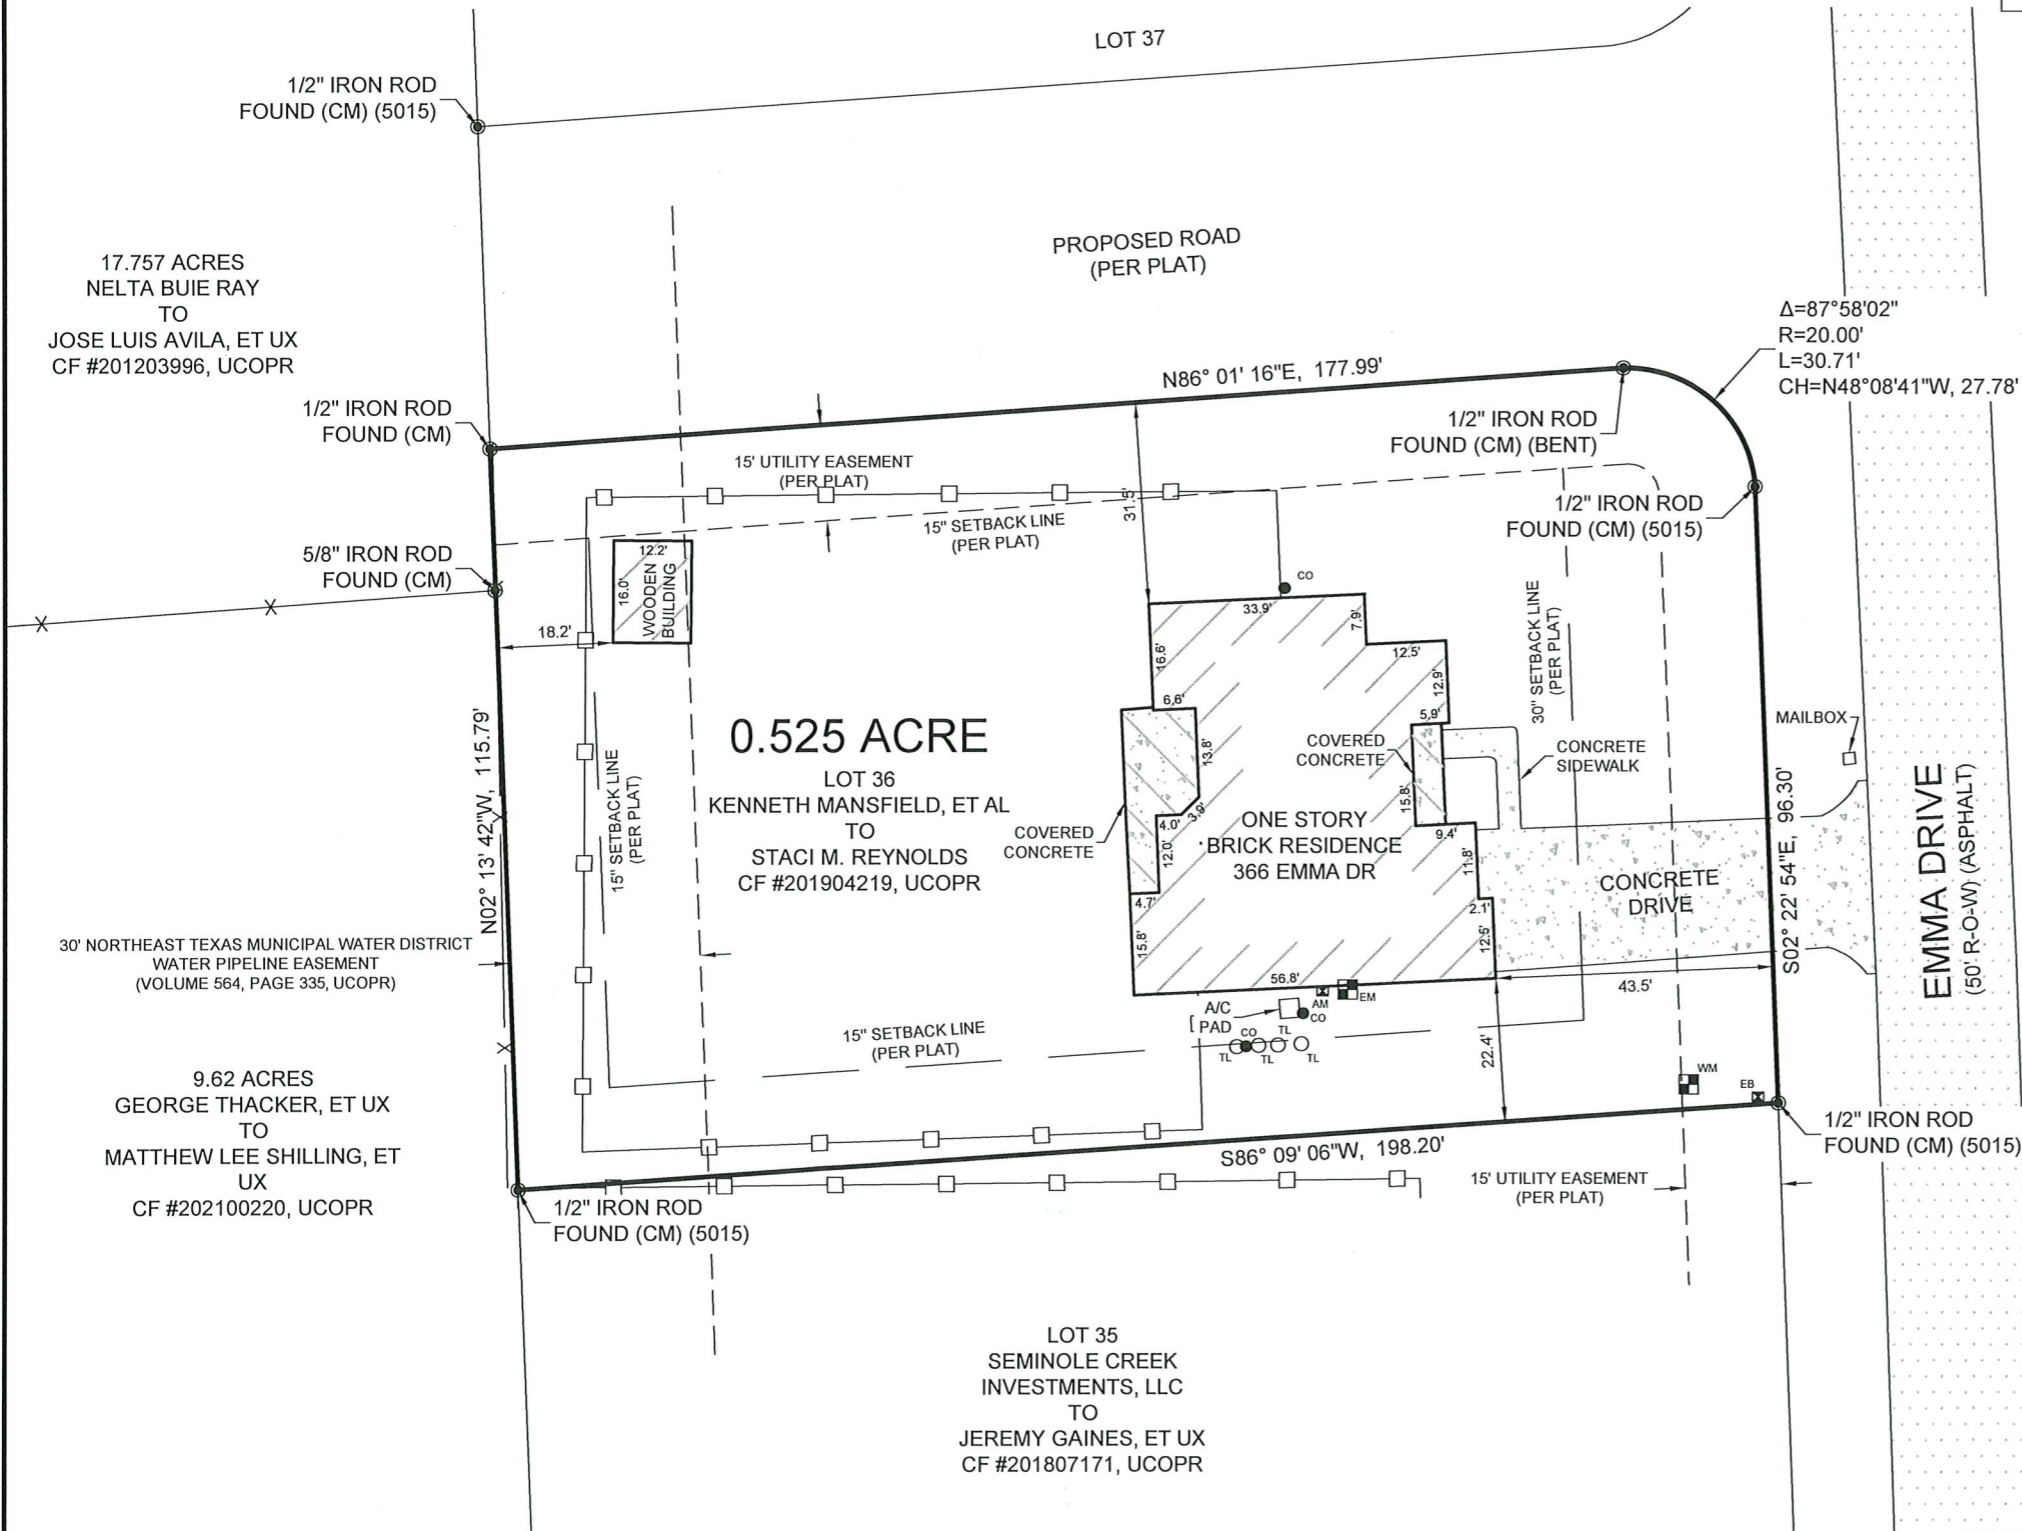 LOT 37
1/2" IRON ROD
FOUND (CM) (5015)
PROPOSED ROAD
(PER PLAT)
17.757 ACRES
NELTA BUIE RAY
TO
JOSE LUIS AVILA, ET UX
CF #201203996, UCOPR
Δ=87°58'02"
R=20.00'
L=30.71'
CH=N48°08'41"W, 27.78'
N86° 01' 16"E, 177.99'
1/2" IRON ROD
FOUND (CM)
1/2" IRON ROD
FOUND (CM) (BENT)
15' UTILITY EASEMENT
(PER PLAT)
31.5'
15" SETBACK LINE
(PER PLAT)
1/2" IRON ROD
FOUND (CM) (5015)
5/8" IRON ROD
FOUND (CM)
12.2'
16.0'
WOODEN
BUILDING
18.2'
CO
33.9'
7.9'
12.5'
16.6'
12.9'
6.6'
5.9'
30" SETBACK LINE
(PER PLAT)
MAILBOX
0.525 ACRE
LOT 36
KENNETH MANSFIELD, ET AL
TO
STACI M. REYNOLDS
CF #201904219, UCOPR
N02° 13' 42"W, 115.79'
15" SETBACK LINE
(PER PLAT)
13.8'
COVERED
CONCRETE
CONCRETE
SIDEWALK
15.8'
3.9'
4.0'
12.0'
COVERED
CONCRETE
ONE STORY
BRICK RESIDENCE
366 EMMA DR
9.4'
11.8'
2.1'
12.5'
4.7'
15.8'
CONCRETE
DRIVE
S02° 22' 54"E, 96.30'
EMMA DRIVE
(50' R-O-W) (ASPHALT)
30' NORTHEAST TEXAS MUNICIPAL WATER DISTRICT
WATER PIPELINE EASEMENT
(VOLUME 564, PAGE 335, UCOPR)
56.8'
43.5'
A/C
PAD
AM
EM
CO
CO
TL
TL
TL
TL
15" SETBACK LINE
(PER PLAT)
22.4'
WM
EB
9.62 ACRES
GEORGE THACKER, ET UX
TO
MATTHEW LEE SHILLING, ET
UX
CF #202100220, UCOPR
S86° 09' 06"W, 198.20'
1/2" IRON ROD
FOUND (CM) (5015)
15' UTILITY EASEMENT
(PER PLAT)
1/2" IRON ROD
FOUND (CM) (5015)
LOT 35
SEMINOLE CREEK
INVESTMENTS, LLC
TO
JEREMY GAINES, ET UX
CF #201807171, UCOPR